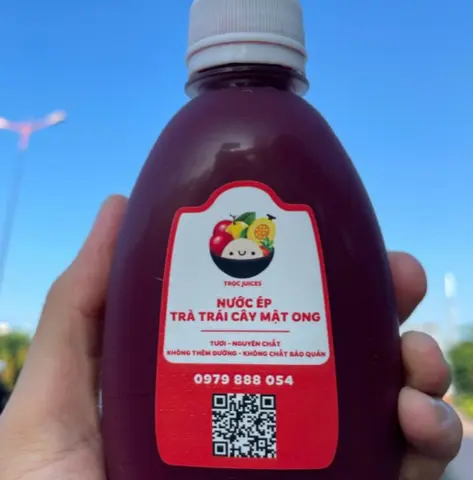 TRỌC JUICES
NƯỚC ÉP
TRÀ TRÁI CÂY MẬT ONG
TƯƠI - NGUYÊN CHẤT
KHÔNG THÊM ĐƯỜNG - KHÔNG CHẤT BẢO QUẢN
0979 888 054